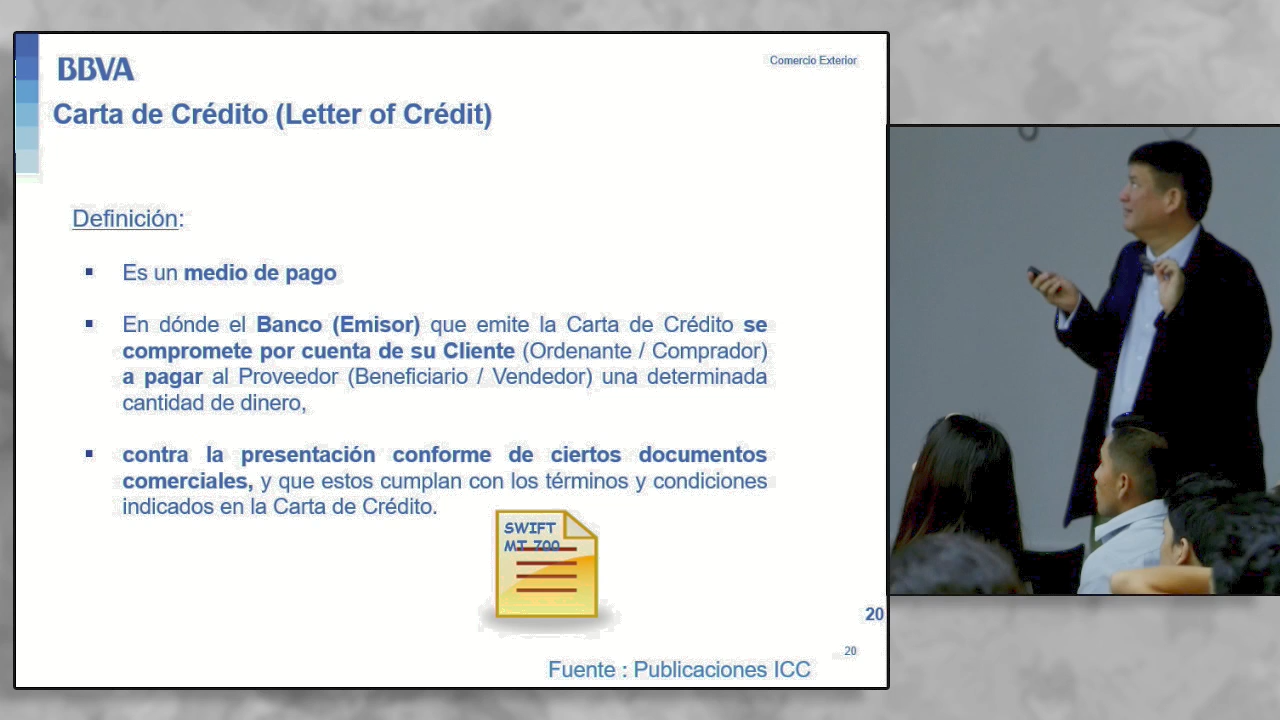 BBVA
Comercio Exterior
Carta de Crédito (Letter of Crédit)
Definición:
Es un medio de pago
En dónde el Banco (Emisor) que emite la Carta de Crédito se
compromete por cuenta de su Cliente (Ordenante / Comprador)
a pagar al Proveedor (Beneficiario / Vendedor) una determinada
cantidad de dinero,
contra la presentación conforme de ciertos documentos
comerciales, y que estos cumplan con los términos y condiciones
indicados en la Carta de Crédito.
SWIFT
MT 700
20
20
Fuente : Publicaciones ICC